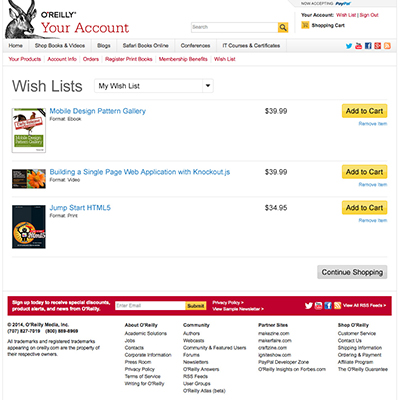 NOW ACCEPTING PayPal
O'REILLY®
Your Account
Your Account: Wish List | Sign Out
Shopping Cart
Home Shop Books & Videos Blogs Safari Books Online Conferences IT Courses & Certificates
Your Products Account Info Orders Register Print Books Membership Benefits Wish List
Wish Lists My Wish List
Mobile Design Pattern Gallery $39.99 Add to Cart
Format: Ebook Remove Item
Mobile Design
Pattern Gallery
Building a Single Page Web Application with Knockout.js $39.99 Add to Cart
Format: Video Remove Item
Jump Start HTML5 $34.95 Add to Cart
Format: Print Remove Item
Continue Shopping
Sign up today to receive special discounts,
product alerts, and news from O'Reilly.
Enter Email Submit
Privacy Policy >
View Sample Newsletter >
View All RSS Feeds >
© 2014, O'Reilly Media, Inc.
(707) 827-7019 (800) 889-8969
All trademarks and registered trademarks
appearing on oreilly.com are the property of
their respective owners.
About O'Reilly
Academic Solutions
Jobs
Contacts
Corporate Information
Press Room
Privacy Policy
Terms of Service
Writing for O'Reilly
Community
Authors
Webcasts
Community & Featured Users
Forums
Newsletters
O'Reilly Answers
RSS Feeds
User Groups
O'Reilly Atlas (beta)
Partner Sites
makezine.com
makerfaire.com
craftzine.com
igniteshow.com
PayPal Developer Zone
O'Reilly Insights on Forbes.com
Shop O'Reilly
Customer Service
Contact Us
Shipping Information
Ordering & Payment
Affiliate Program
The O'Reilly Guarantee